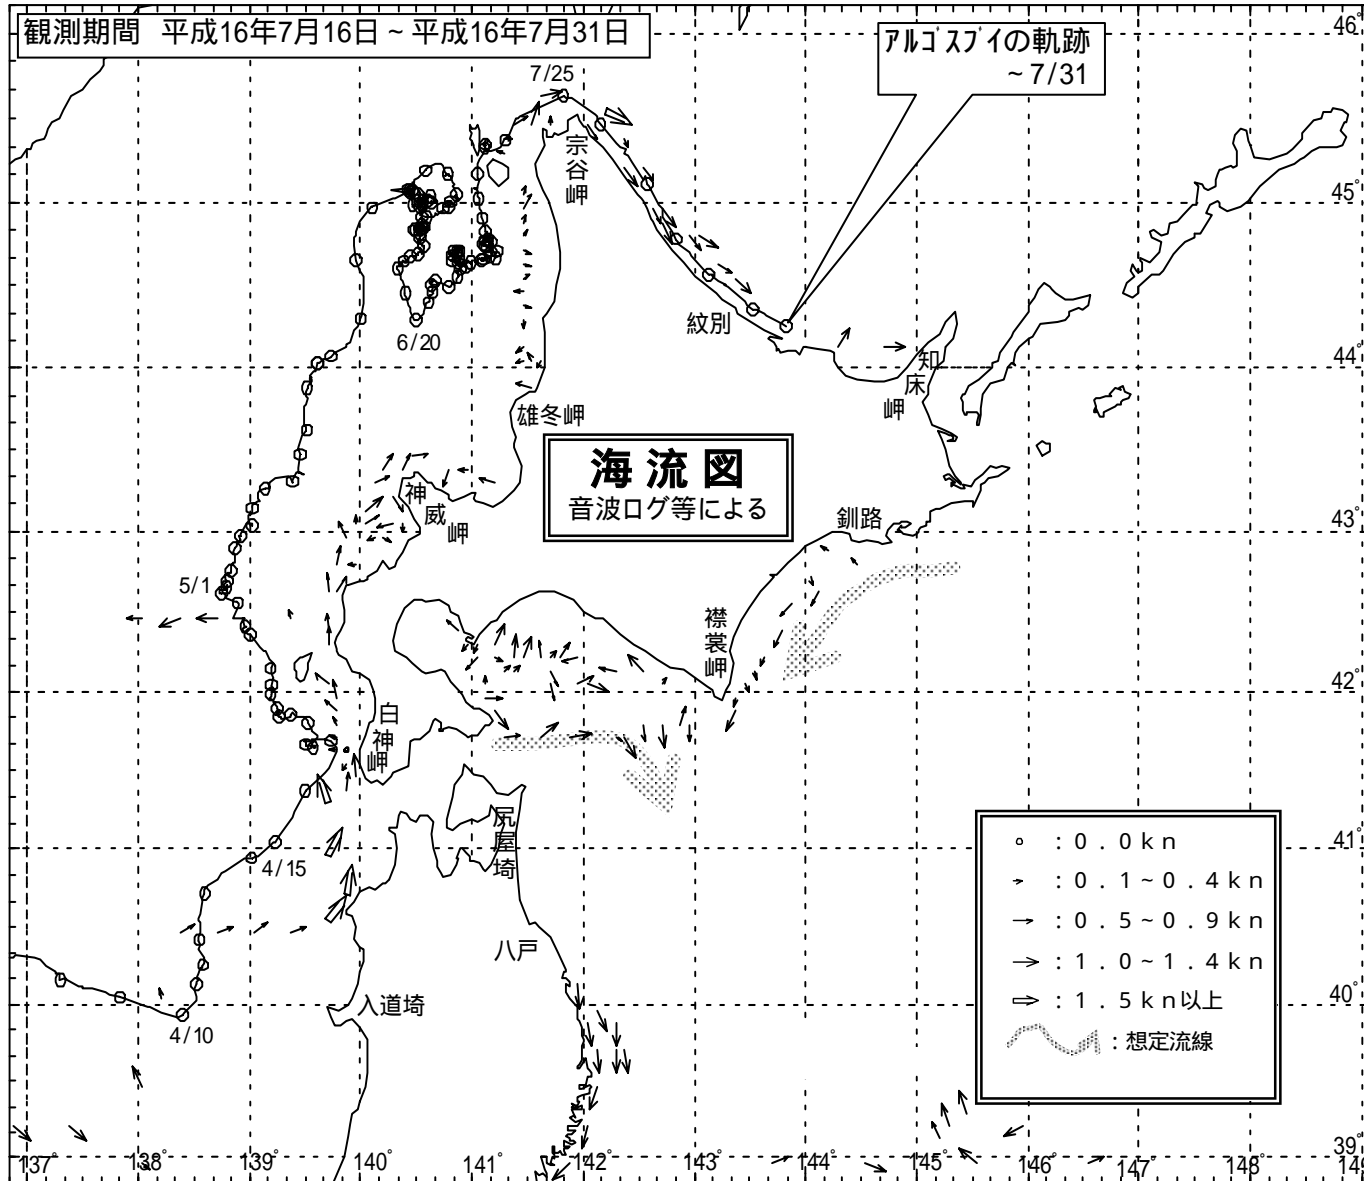 観測期間 平成16年7月16日～平成16年7月31日
ｱﾙｺﾞｽﾌﾞｲの軌跡
～7/31
7/25
宗谷岬
6/20
紋別
知床岬
雄冬岬
海流図
音波ログ等による
神威岬
釧路
5/1
襟裳岬
白神岬
4/15
尻屋埼
八戸
入道埼
4/10
：0．0kn
：0．1～0．4kn
：0．5～0．9kn
：1．0～1．4kn
：1．5kn以上
：想定流線
46°
45°
44°
43°
42°
41°
40°
39°
137° 138° 139° 140° 141° 142° 143° 144° 145° 146° 147° 148° 14